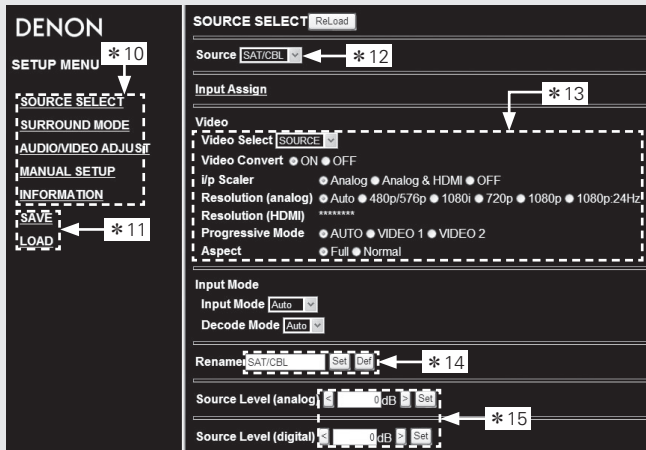 DENON
SETUP MENU
*10
SOURCE SELECT
SURROUND MODE
AUDIO/VIDEO ADJUST
MANUAL SETUP
INFORMATION
SAVE
LOAD
*11
SOURCE SELECT ReLoad
Source SAT/CBL *12
Input Assign
*13
Video
Video Select SOURCE
Video Convert ON OFF
i/p Scaler Analog Analog & HDMI OFF
Resolution (analog) Auto 480p/576p 1080i 720p 1080p 1080p:24Hz
Resolution (HDMI) ********
Progressive Mode AUTO VIDEO 1 VIDEO 2
Aspect Full Normal
Input Mode
Input Mode Auto
Decode Mode Auto
Rename SAT/CBL Set Def *14
Source Level (analog) < 0 dB > Set
*15
Source Level (digital) < 0 dB > Set